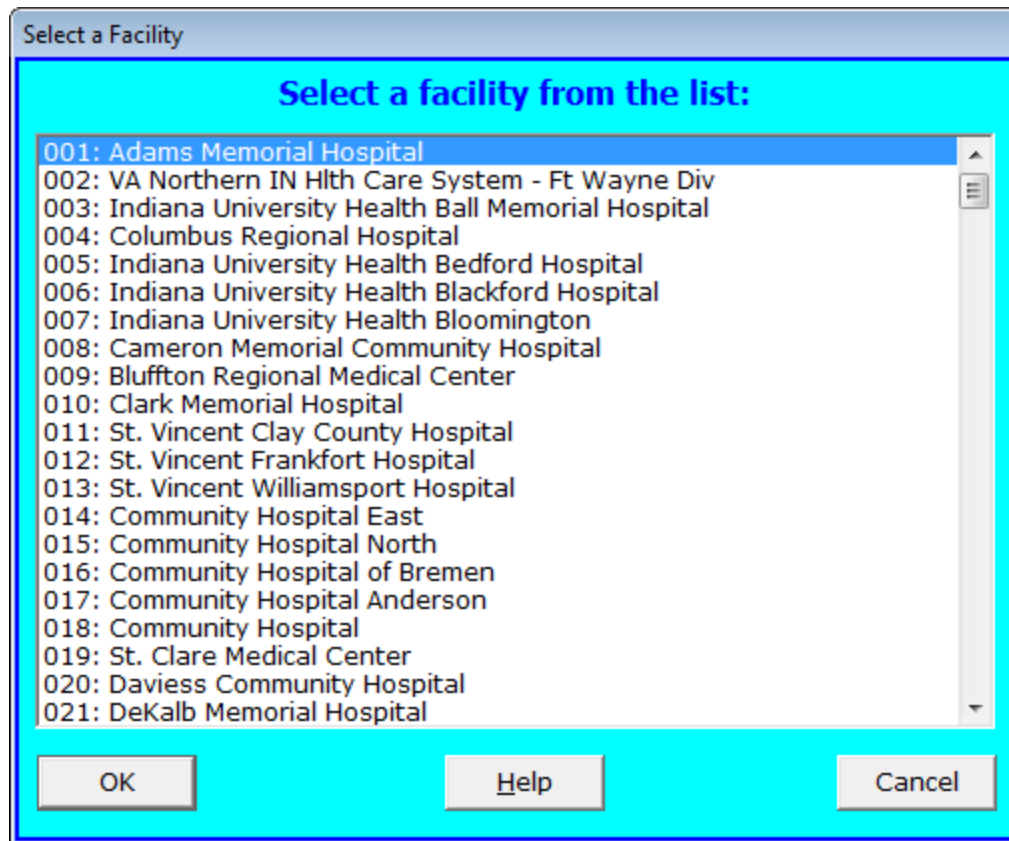 Select a Facility
Select a facility from the list:
001: Adams Memorial Hospital
002: VA Northern IN Hlth Care System - Ft Wayne Div
003: Indiana University Health Ball Memorial Hospital
004: Columbus Regional Hospital
005: Indiana University Health Bedford Hospital
006: Indiana University Health Blackford Hospital
007: Indiana University Health Bloomington
008: Cameron Memorial Community Hospital
009: Bluffton Regional Medical Center
010: Clark Memorial Hospital
011: St. Vincent Clay County Hospital
012: St. Vincent Frankfort Hospital
013: St. Vincent Williamsport Hospital
014: Community Hospital East
015: Community Hospital North
016: Community Hospital of Bremen
017: Community Hospital Anderson
018: Community Hospital
019: St. Clare Medical Center
020: Daviess Community Hospital
021: DeKalb Memorial Hospital
OK Help Cancel